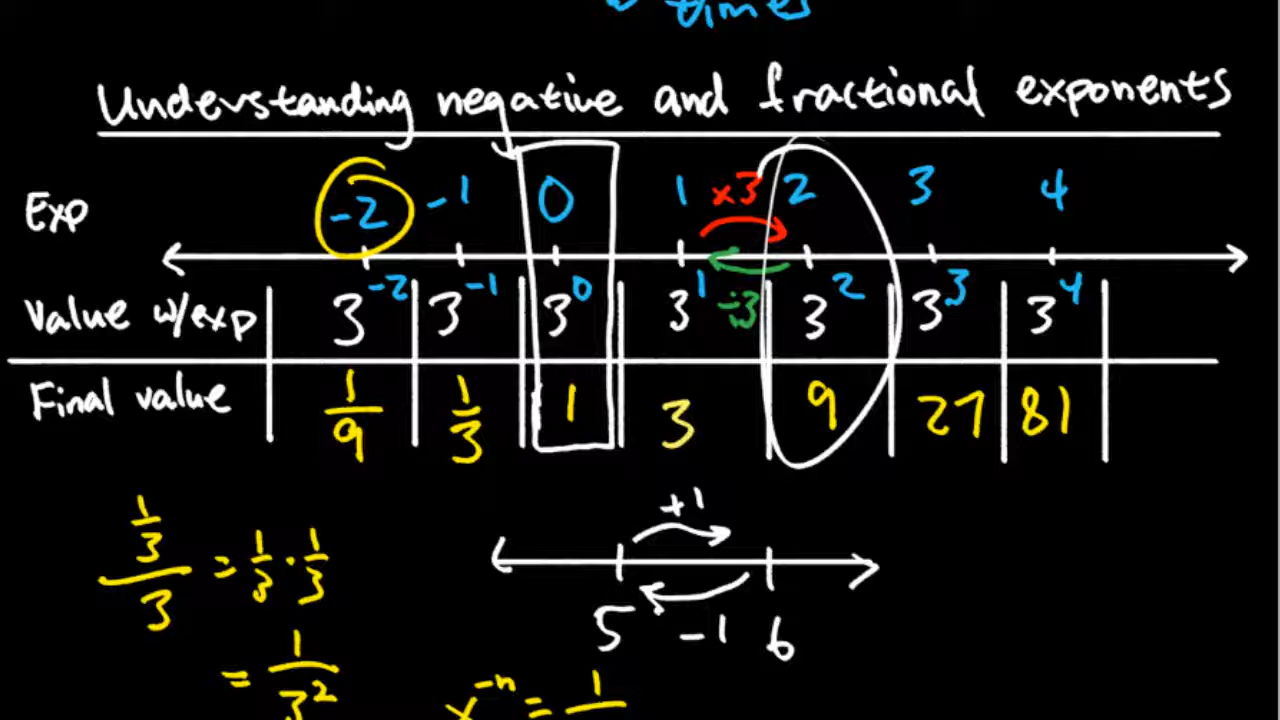 times
Understanding negative and fractional exponents
Exp -2 -1 0 1 ×3 2 3 4
÷3
Value w/exp 3^-2 3^-1 3^0 3^1 3^2 3^3 3^4
Final value 1/9 1/3 1 3 9 27 81
+1
(1/3)/3 = 1/3 · 1/3
5 -1 6
= 1/3^2
x^-n = 1